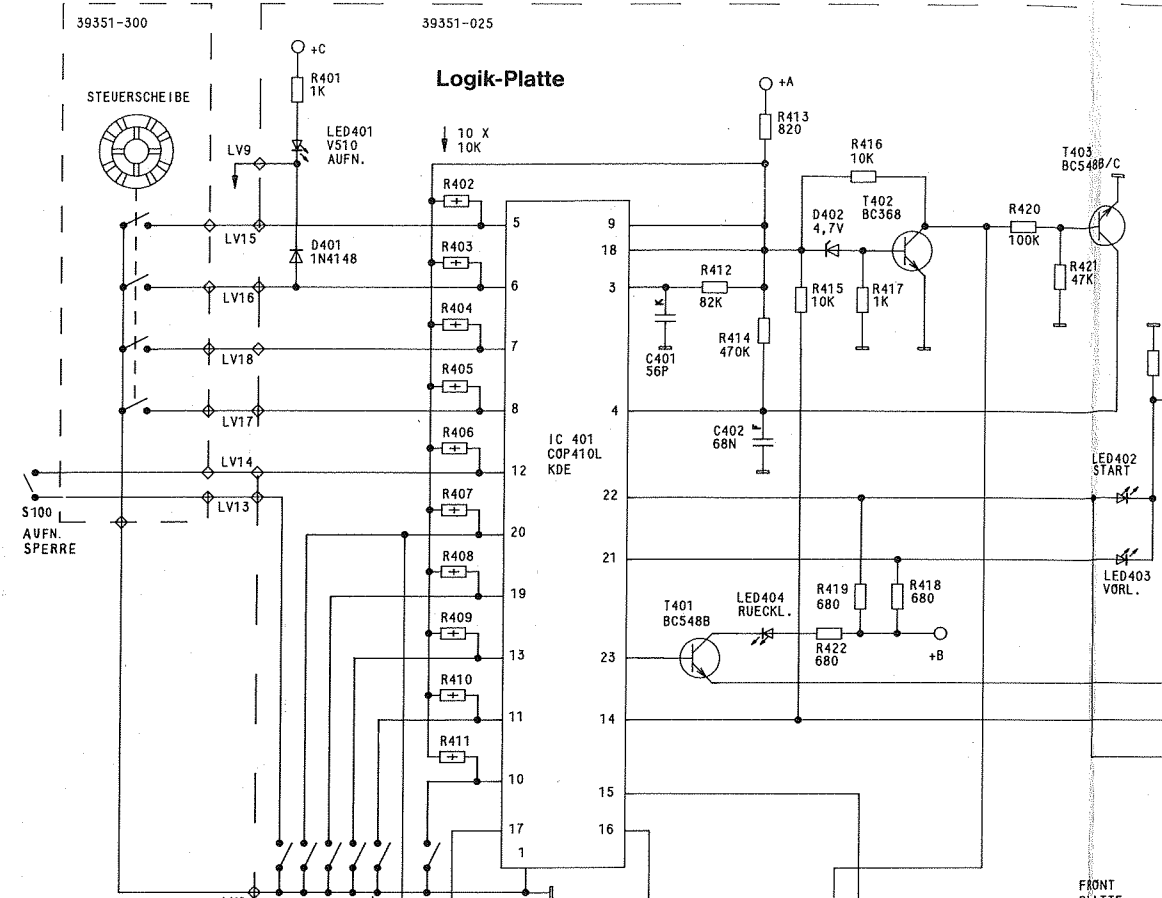 39351-300
39351-025
Logik-Platte
+C
R401
1K
STEUERSCHEIBE
LED401
V510
AUFN.
LV9
10 X
10K
+A
R413
820
R416
10K
T403
BC548B/C
R402
D402
4,7V
T402
BC368
R420
100K
LV15
5
9
D401
1N4148
R403
18
R421
47K
R412
82K
R415
10K
R417
1K
LV16
6
3
K
R404
C401
56P
R414
470K
LV18
7
R405
LV17
8
4
R406
IC 401
COP410L
KDE
C402
68N
F
LV14
12
LED402
START
R407
LV13
22
S100
AUFN.
SPERRE
20
R408
21
LED403
VORL.
19
R409
T401
BC548B
LED404
RUECKL.
R419
680
R418
680
R422
680
+B
13
23
R410
11
14
R411
10
15
17
16
1
FRONT